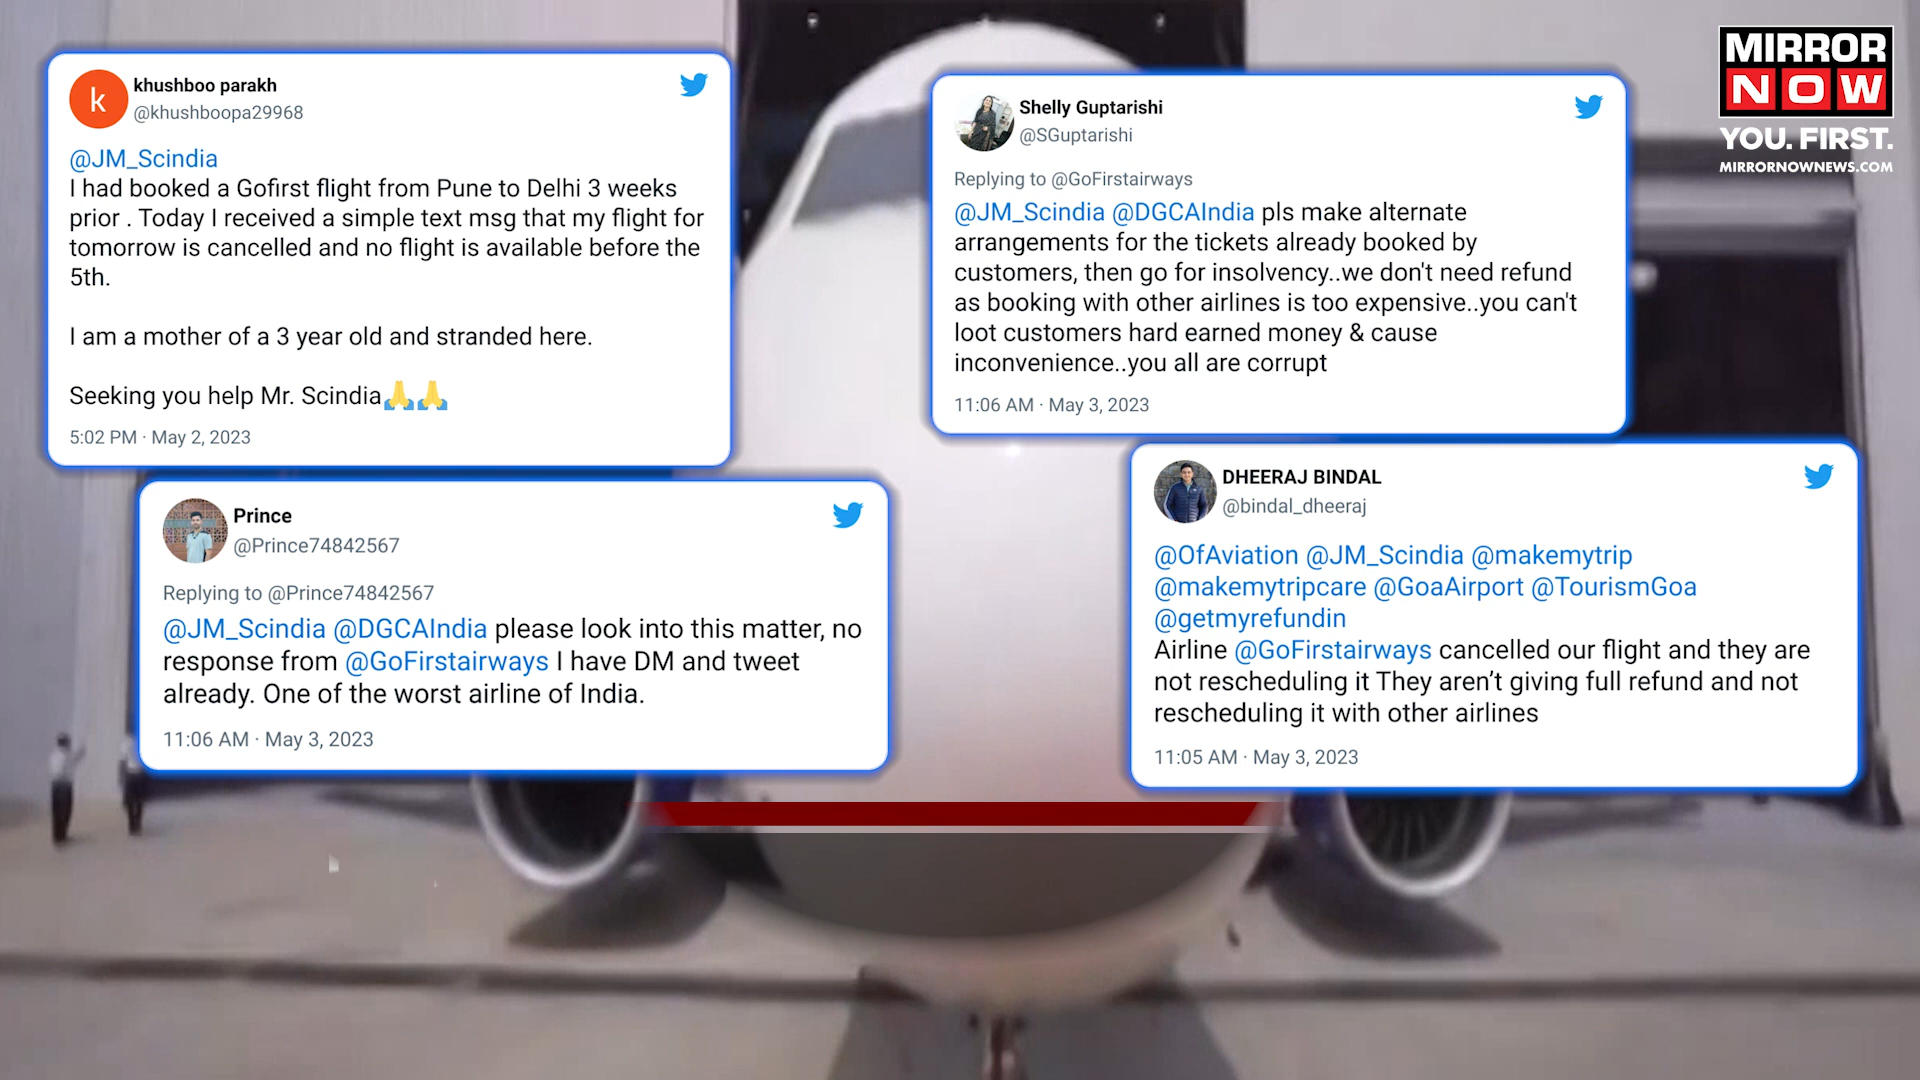 khushboo parakh
k
@khushboopa29968
@JM_Scindia
I had booked a Gofirst flight from Pune to Delhi 3 weeks
prior . Today I received a simple text msg that my flight for
tomorrow is cancelled and no flight is available before the
5th.
I am a mother of a 3 year old and stranded here.
Seeking you help Mr. Scindia🙏🙏
5:02 PM · May 2, 2023
Shelly Guptarishi
@SGuptarishi
Replying to @GoFirstairways
@JM_Scindia @DGCAIndia pls make alternate
arrangements for the tickets already booked by
customers, then go for insolvency..we don't need refund
as booking with other airlines is too expensive..you can't
loot customers hard earned money & cause
inconvenience..you all are corrupt
11:06 AM · May 3, 2023
MIRROR
NOW
YOU. FIRST.
MIRRORNOWNEWS.COM
Prince
@Prince74842567
Replying to @Prince74842567
@JM_Scindia @DGCAIndia please look into this matter, no
response from @GoFirstairways I have DM and tweet
already. One of the worst airline of India.
11:06 AM · May 3, 2023
DHEERAJ BINDAL
@bindal_dheeraj
@OfAviation @JM_Scindia @makemytrip
@makemytripcare @GoaAirport @TourismGoa
@getmyrefundin
Airline @GoFirstairways cancelled our flight and they are
not rescheduling it They aren’t giving full refund and not
rescheduling it with other airlines
11:05 AM · May 3, 2023